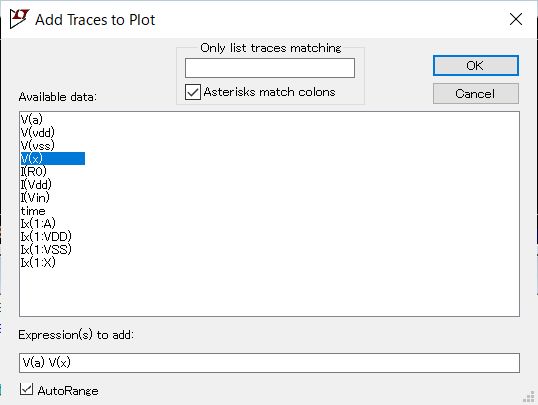 Add Traces to Plot
Only list traces matching
Asterisks match colons
OK
Cancel
Available data:
V(a)
V(vdd)
V(vss)
V(x)
I(R0)
I(Vdd)
I(Vin)
time
Ix(1:A)
Ix(1:VDD)
Ix(1:VSS)
Ix(1:X)
Expression(s) to add:
V(a) V(x)
AutoRange